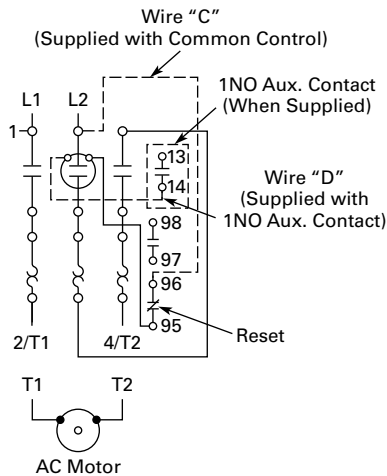 Wire “C”
(Supplied with Common Control)
1NO Aux. Contact
(When Supplied)
L1 L2
1
13
14
Wire “D”
(Supplied with
1NO Aux. Contact)
98
97
96
95
Reset
2/T1 4/T2
T1 T2
AC Motor